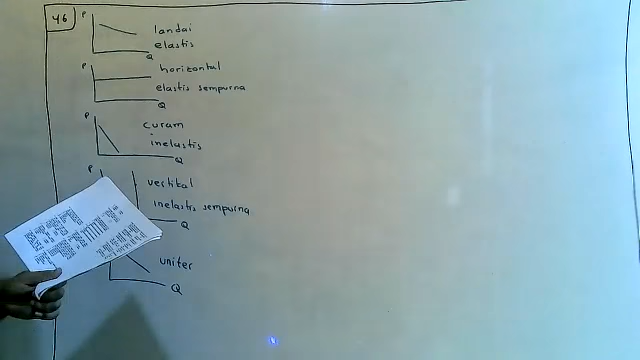 46
P
landai
elastis
Q
P
horizontal
elastis sempurna
Q
P
curam
inelastis
Q
P
vertikal
inelastis sempurna
Q
uniter
Q